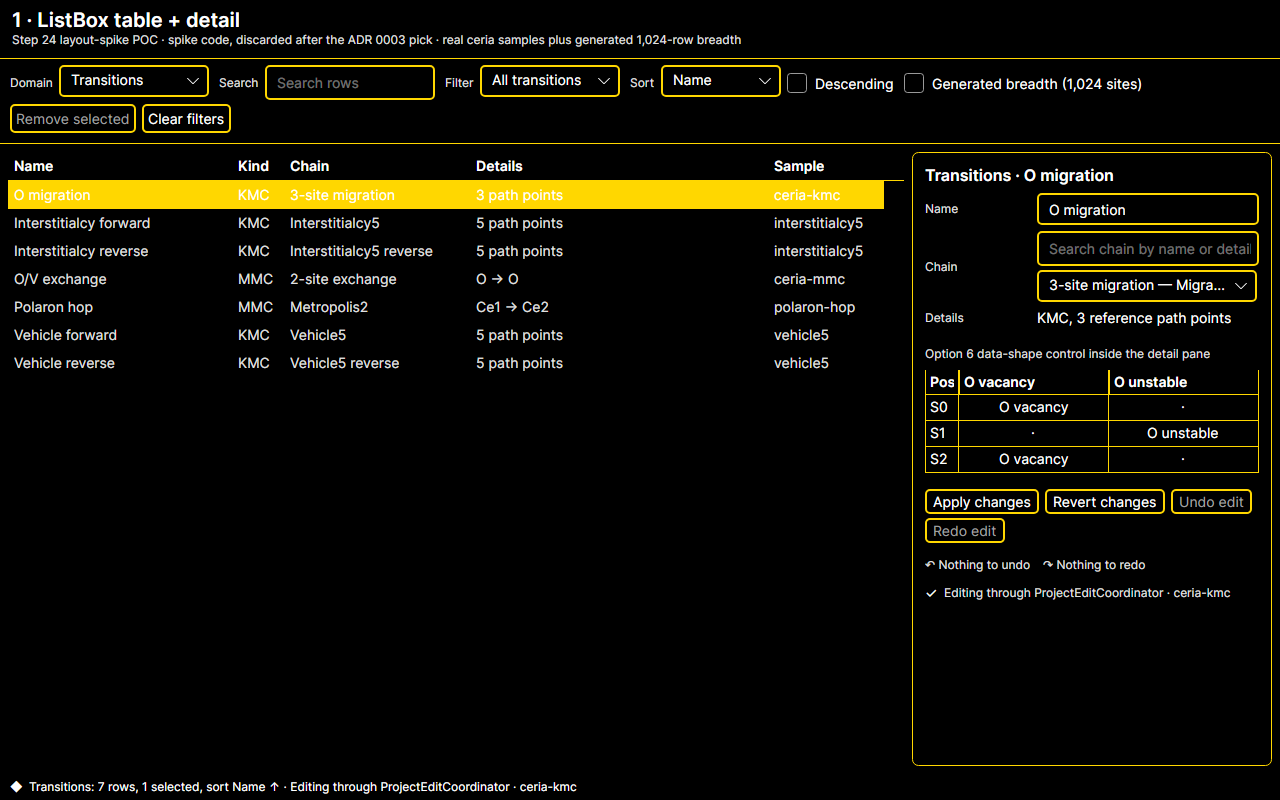 1 · ListBox table + detail
Step 24 layout-spike POC · spike code, discarded after the ADR 0003 pick · real ceria samples plus generated 1,024-row breadth
Domain Transitions Search Search rows Filter All transitions Sort Name Descending Generated breadth (1,024 sites)
Remove selected Clear filters
Name Kind Chain Details Sample
O migration KMC 3-site migration 3 path points ceria-kmc
Interstitialcy forward KMC Interstitialcy5 5 path points interstitialcy5
Interstitialcy reverse KMC Interstitialcy5 reverse 5 path points interstitialcy5
O/V exchange MMC 2-site exchange O → O ceria-mmc
Polaron hop MMC Metropolis2 Ce1 → Ce2 polaron-hop
Vehicle forward KMC Vehicle5 5 path points vehicle5
Vehicle reverse KMC Vehicle5 reverse 5 path points vehicle5
Transitions · O migration
Name O migration
Search chain by name or detai
Chain
3-site migration — Migra...
Details KMC, 3 reference path points
Option 6 data-shape control inside the detail pane
Pos O vacancy O unstable
S0 O vacancy ·
S1 · O unstable
S2 O vacancy ·
Apply changes Revert changes Undo edit
Redo edit
↶ Nothing to undo ↷ Nothing to redo
✓ Editing through ProjectEditCoordinator · ceria-kmc
◆ Transitions: 7 rows, 1 selected, sort Name ↑ · Editing through ProjectEditCoordinator · ceria-kmc